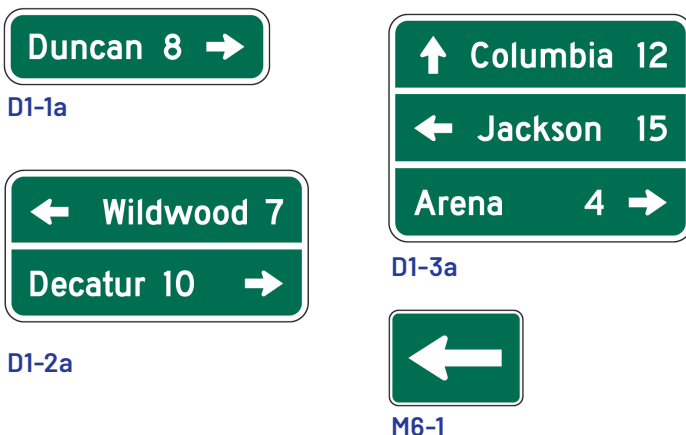 Duncan 8
D1-1a
Wildwood 7
Decatur 10
D1-2a
Columbia 12
Jackson 15
Arena 4
D1-3a
M6-1